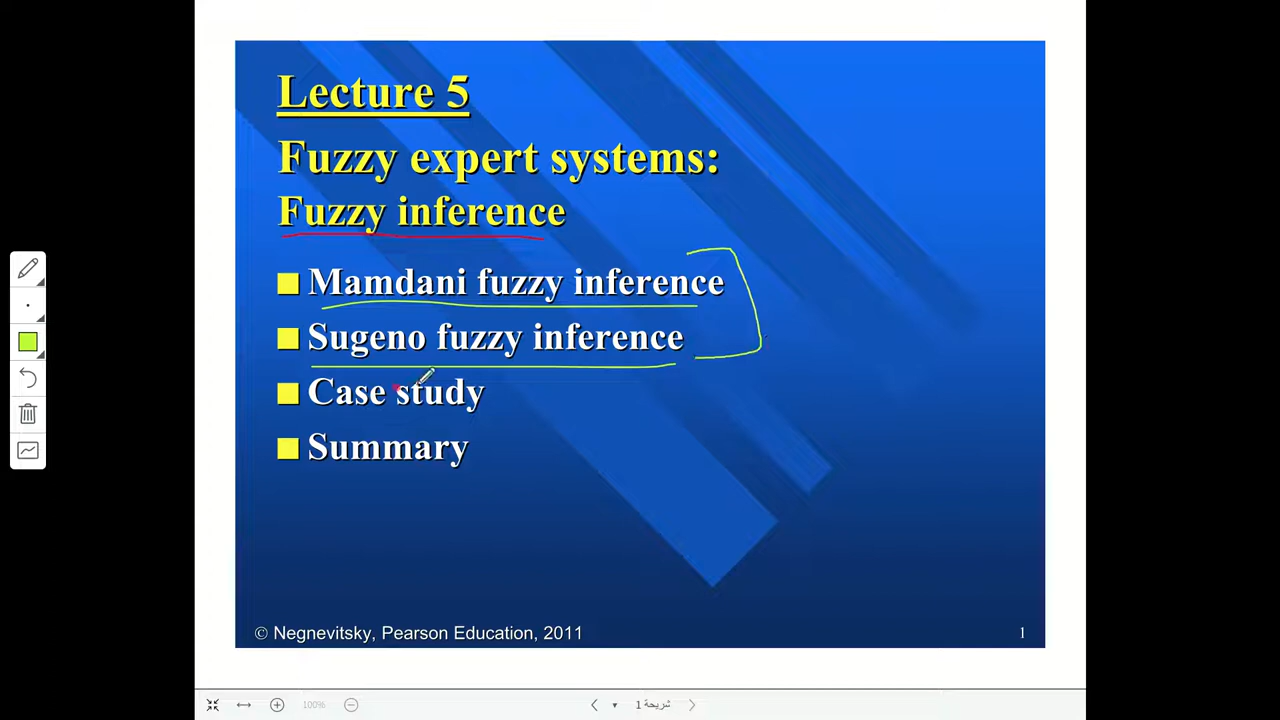 Lecture 5
Fuzzy expert systems:
Fuzzy inference
Mamdani fuzzy inference
Sugeno fuzzy inference
Case study
Summary
© Negnevitsky, Pearson Education, 2011
1
100%
شريحة 1